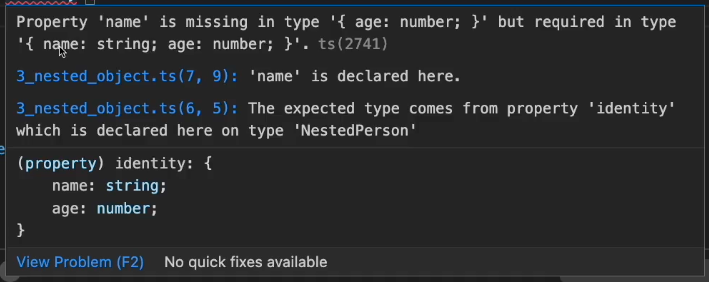 Property 'name' is missing in type '{ age: number; }' but required in type
'{ name: string; age: number; }'. ts(2741)
3_nested_object.ts(7, 9): 'name' is declared here.
3_nested_object.ts(6, 5): The expected type comes from property 'identity'
which is declared here on type 'NestedPerson'
(property) identity: {
    name: string;
    age: number;
}
View Problem (F2) No quick fixes available